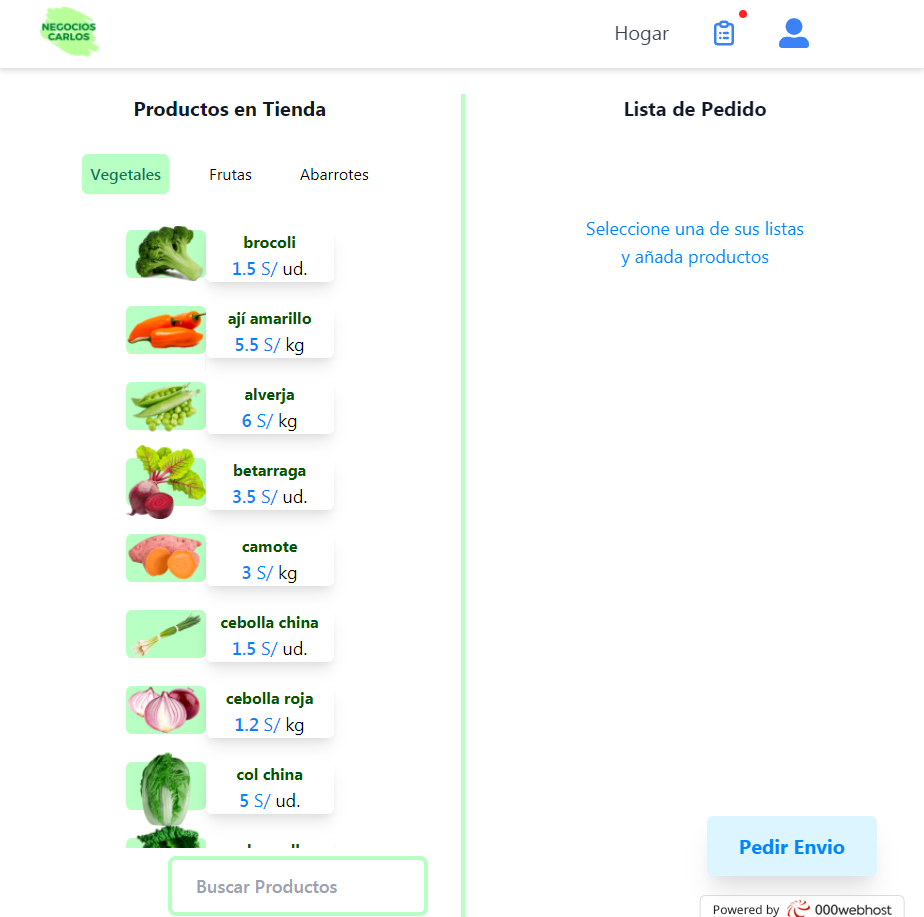 NEGOCIOS
CARLOS
Hogar
Productos en Tienda
Vegetales Frutas Abarrotes
brocoli
1.5 S/ ud.
ají amarillo
5.5 S/ kg
alverja
6 S/ kg
betarraga
3.5 S/ ud.
camote
3 S/ kg
cebolla china
1.5 S/ ud.
cebolla roja
1.2 S/ kg
col china
5 S/ ud.
Buscar Productos
Lista de Pedido
Seleccione una de sus listas
y añada productos
Pedir Envio
Powered by 000webhost